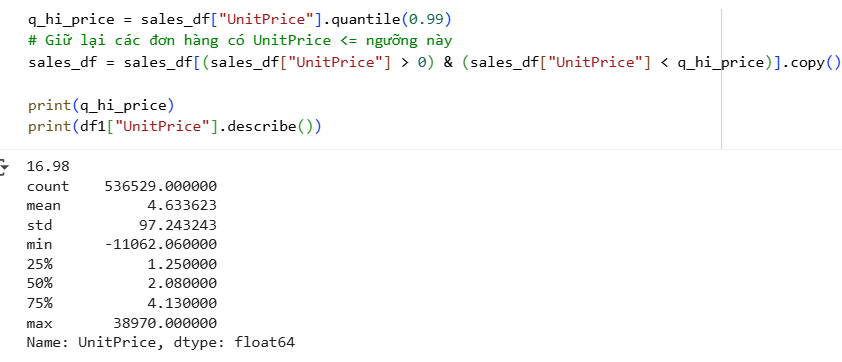 q_hi_price = sales_df["UnitPrice"].quantile(0.99)
# Giữ lại các đơn hàng có UnitPrice <= ngưỡng này
sales_df = sales_df[(sales_df["UnitPrice"] > 0) & (sales_df["UnitPrice"] < q_hi_price)].copy()
print(q_hi_price)
print(df1["UnitPrice"].describe())
16.98
count    536529.000000
mean          4.633623
std          97.243243
min      -11062.060000
25%           1.250000
50%           2.080000
75%           4.130000
max       38970.000000
Name: UnitPrice, dtype: float64